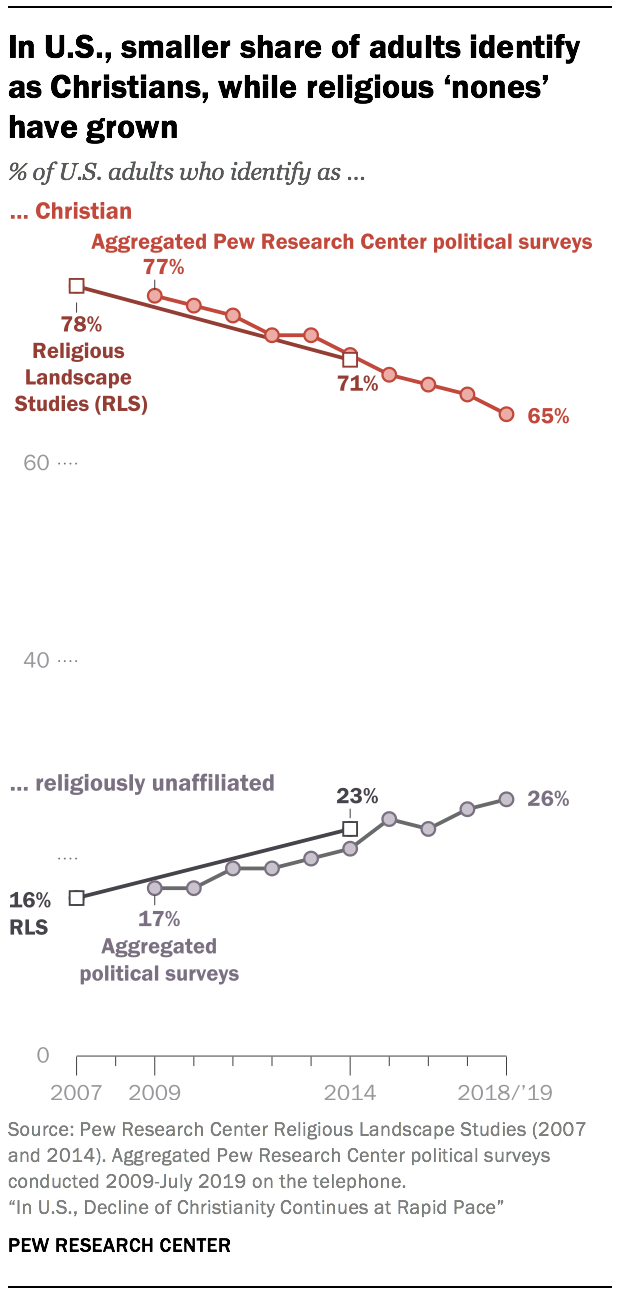 In U.S., smaller share of adults identify
as Christians, while religious ‘nones’
have grown
% of U.S. adults who identify as ...
... Christian
Aggregated Pew Research Center political surveys
77%
78%
Religious
Landscape
Studies (RLS)
71%
65%
60
40
... religiously unaffiliated
23%
26%
16%
RLS
17%
Aggregated
political surveys
0
2007 2009 2014 2018/’19
Source: Pew Research Center Religious Landscape Studies (2007
and 2014). Aggregated Pew Research Center political surveys
conducted 2009-July 2019 on the telephone.
“In U.S., Decline of Christianity Continues at Rapid Pace”
PEW RESEARCH CENTER